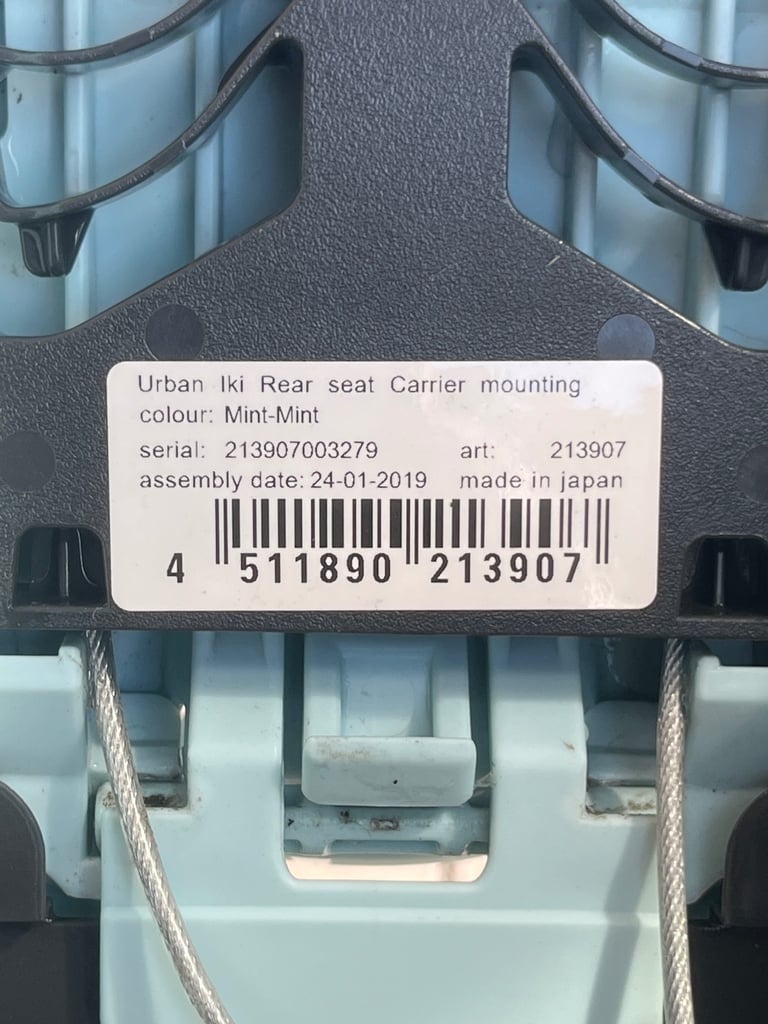 Urban Iki Rear seat Carrier mounting
colour: Mint-Mint
serial: 213907003279 art: 213907
assembly date: 24-01-2019 made in japan
4 511890 213907